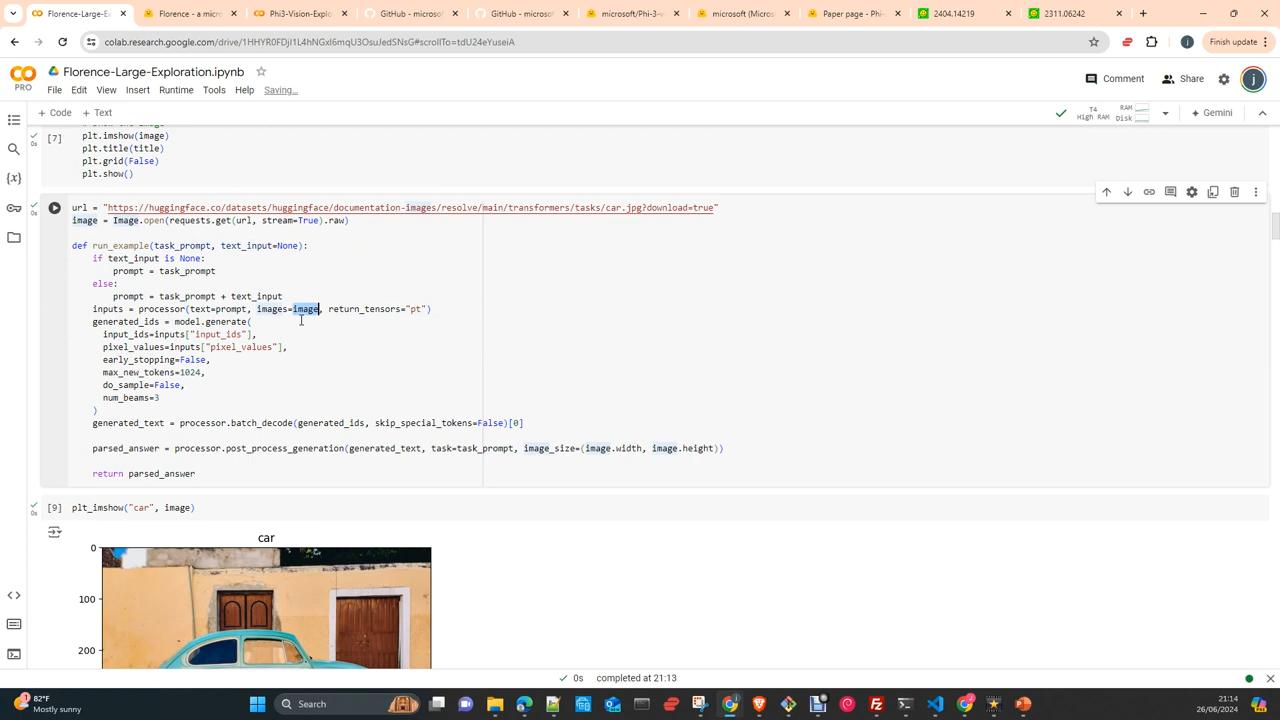 Florence-Large-Explorat
Florence - a micro
Phi3-Vision-Explo
GitHub - micros
GitHub - microsof
microsoft/Phi-3-v
microsoft (Micros
Paper page - Phi-
2404.14219
2311.06242
colab.research.google.com/drive/1HHYR0FDjI1L4hNGxI6mqU3OsuJedSNsG#scrollTo=tdU24eYuseiA
Finish update
PRO
Florence-Large-Exploration.ipynb
Comment
Share
File Edit View Insert Runtime Tools Help Saving...
+ Code + Text
T4
High RAM
RAM
Disk
Gemini
[7]
0s
plt.imshow(image)
plt.title(title)
plt.grid(False)
plt.show()
0s
url = "https://huggingface.co/datasets/huggingface/documentation-images/resolve/main/transformers/tasks/car.jpg?download=true"
image = Image.open(requests.get(url, stream=True).raw)
def run_example(task_prompt, text_input=None):
if text_input is None:
prompt = task_prompt
else:
prompt = task_prompt + text_input
inputs = processor(text=prompt, images=image, return_tensors="pt")
generated_ids = model.generate(
input_ids=inputs["input_ids"],
pixel_values=inputs["pixel_values"],
early_stopping=False,
max_new_tokens=1024,
do_sample=False,
num_beams=3
)
generated_text = processor.batch_decode(generated_ids, skip_special_tokens=False)[0]
parsed_answer = processor.post_process_generation(generated_text, task=task_prompt, image_size=(image.width, image.height))
return parsed_answer
[9] plt_imshow("car", image)
0s
car
0
100
200
0s completed at 21:13
82°F
Mostly sunny
Search
21:14
26/06/2024